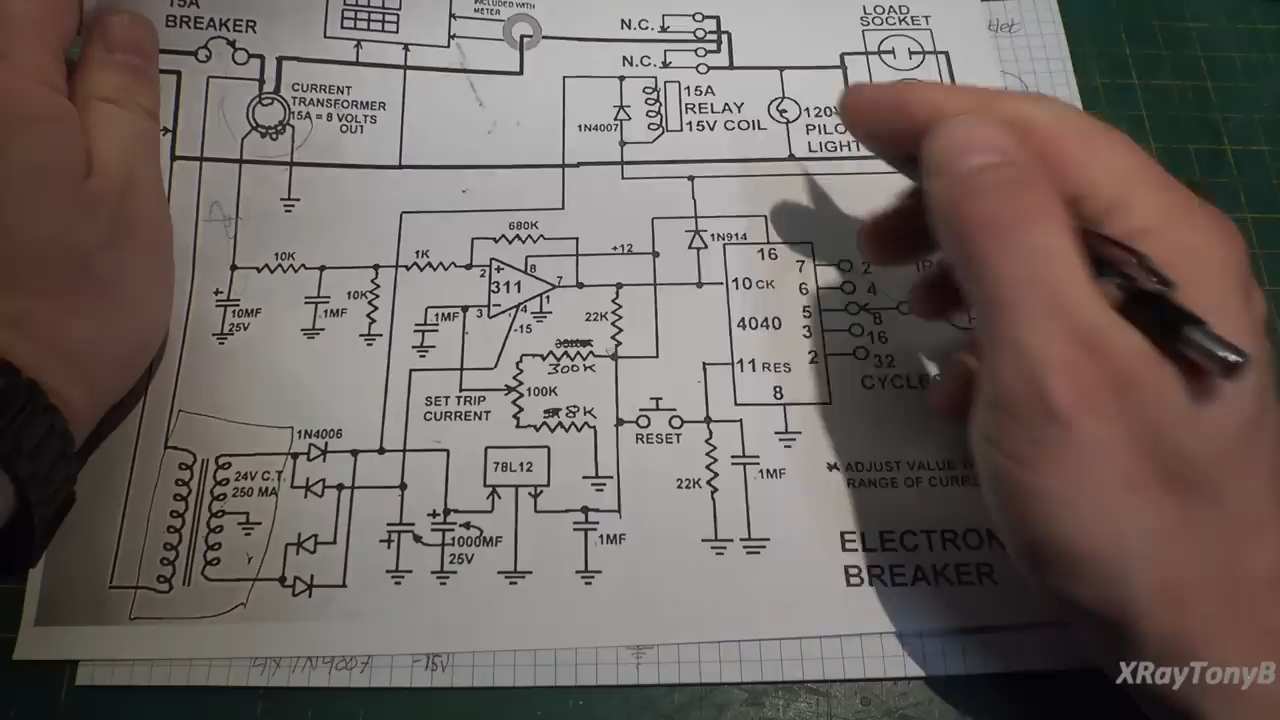 15A
BREAKER
INCLUDED WITH
METER
N.C.
N.C.
LOAD
SOCKET
CURRENT
TRANSFORMER
15A = 8 VOLTS
OUT
1N4007
15A
RELAY
15V COIL
120V
PILO
LIGHT
680K
+12
1N914
16
10K
1K
2
+
8
311
7
1
4
-
3
-15
10 CK
7
2
6
4
5
8
3
16
2
32
CYCLES
4040
11 RES
8
+
10MF
25V
.1MF
10K
.1MF
22K
300K
100K
8K
SET TRIP
CURRENT
RESET
1N4006
24V C.T.
250 MA
78L12
22K
.1MF
+
+
1000MF
25V
.1MF
* ADJUST VALUE
RANGE OF CURRE
ELECTRON
BREAKER
4X 1N4007 -15V
XRayTonyB